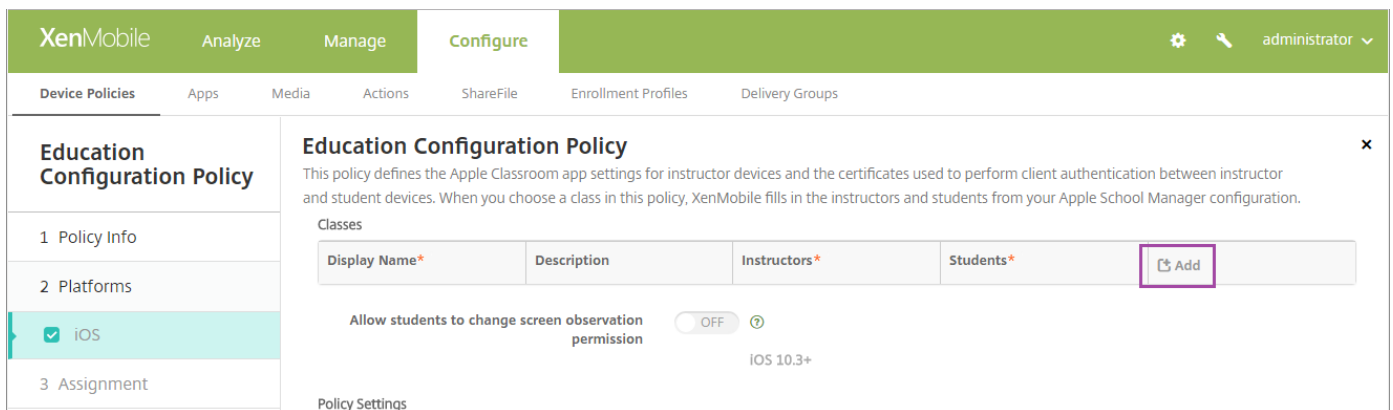 XenMobile Analyze Manage Configure administrator
Device Policies Apps Media Actions ShareFile Enrollment Profiles Delivery Groups
Education
Configuration Policy
1 Policy Info
2 Platforms
iOS
3 Assignment
Education Configuration Policy
This policy defines the Apple Classroom app settings for instructor devices and the certificates used to perform client authentication between instructor
and student devices. When you choose a class in this policy, XenMobile fills in the instructors and students from your Apple School Manager configuration.
Classes
Display Name* Description Instructors* Students* Add
Allow students to change screen observation
permission OFF ?
iOS 10.3+
Policy Settings